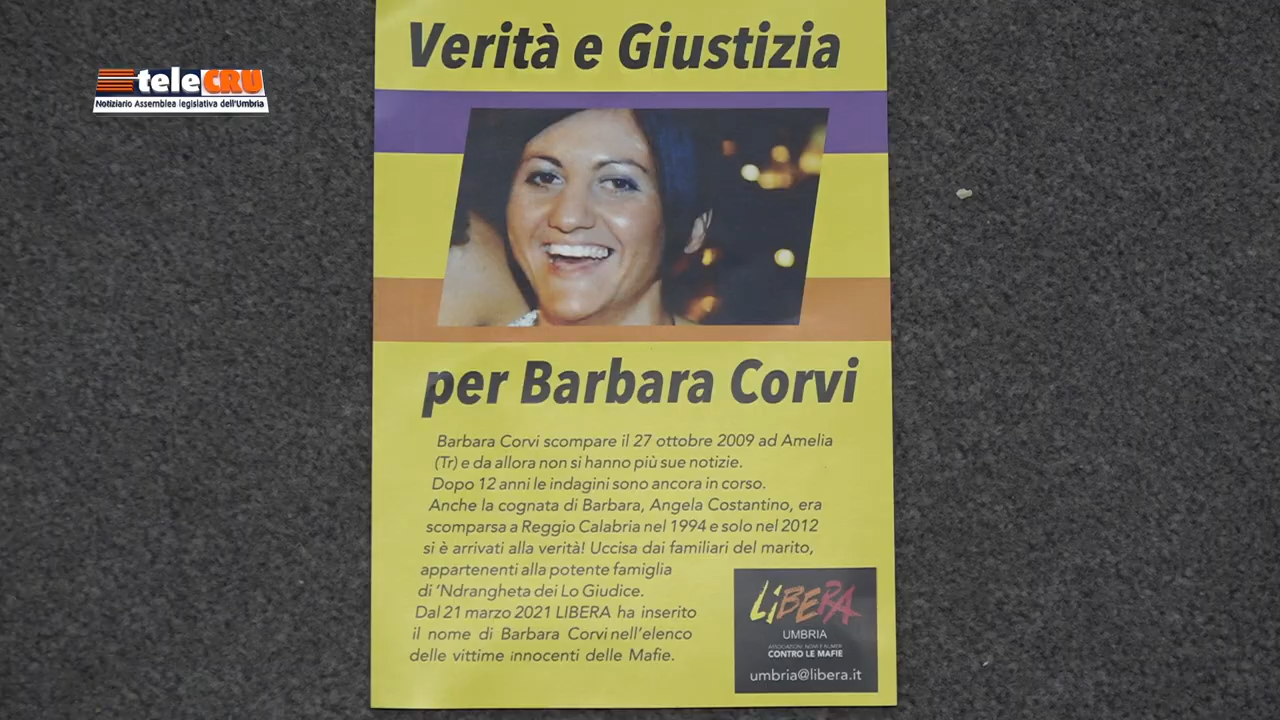 Verità e Giustizia
teleCRU
Notiziario Assemblea legislativa dell'Umbria
per Barbara Corvi
Barbara Corvi scompare il 27 ottobre 2009 ad Amelia
(Tr) e da allora non si hanno più sue notizie.
Dopo 12 anni le indagini sono ancora in corso.
Anche la cognata di Barbara, Angela Costantino, era
scomparsa a Reggio Calabria nel 1994 e solo nel 2012
si è arrivati alla verità! Uccisa dai familiari del marito,
appartenenti alla potente famiglia
di 'Ndrangheta dei Lo Giudice.
Dal 21 marzo 2021 LIBERA ha inserito
il nome di Barbara Corvi nell'elenco
delle vittime innocenti delle Mafie.
LIBERA
UMBRIA
ASSOCIAZIONI, NOMI E NUMERI
CONTRO LE MAFIE
umbria@libera.it